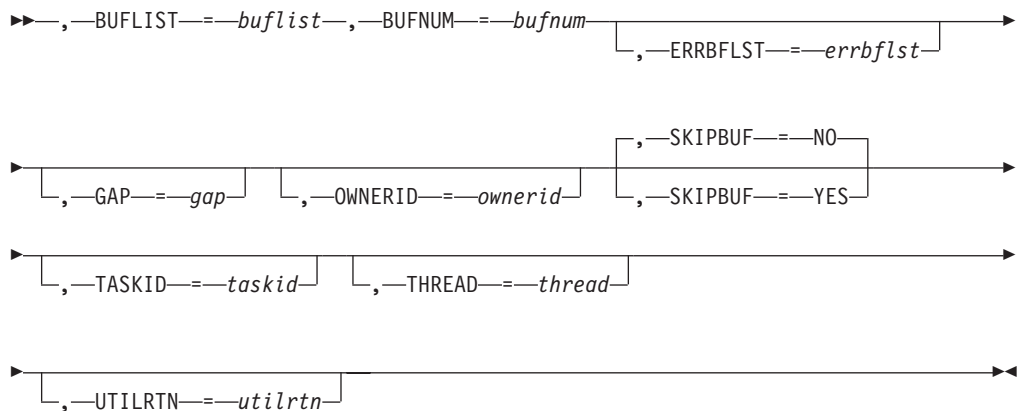 ,BUFLIST=buflist,BUFNUM=bufnum
,ERRBFLST=errbflst
,SKIPBUF=NO
,GAP=gap ,OWNERID=ownerid ,SKIPBUF=YES
,TASKID=taskid ,THREAD=thread
,UTILRTN=utilrtn